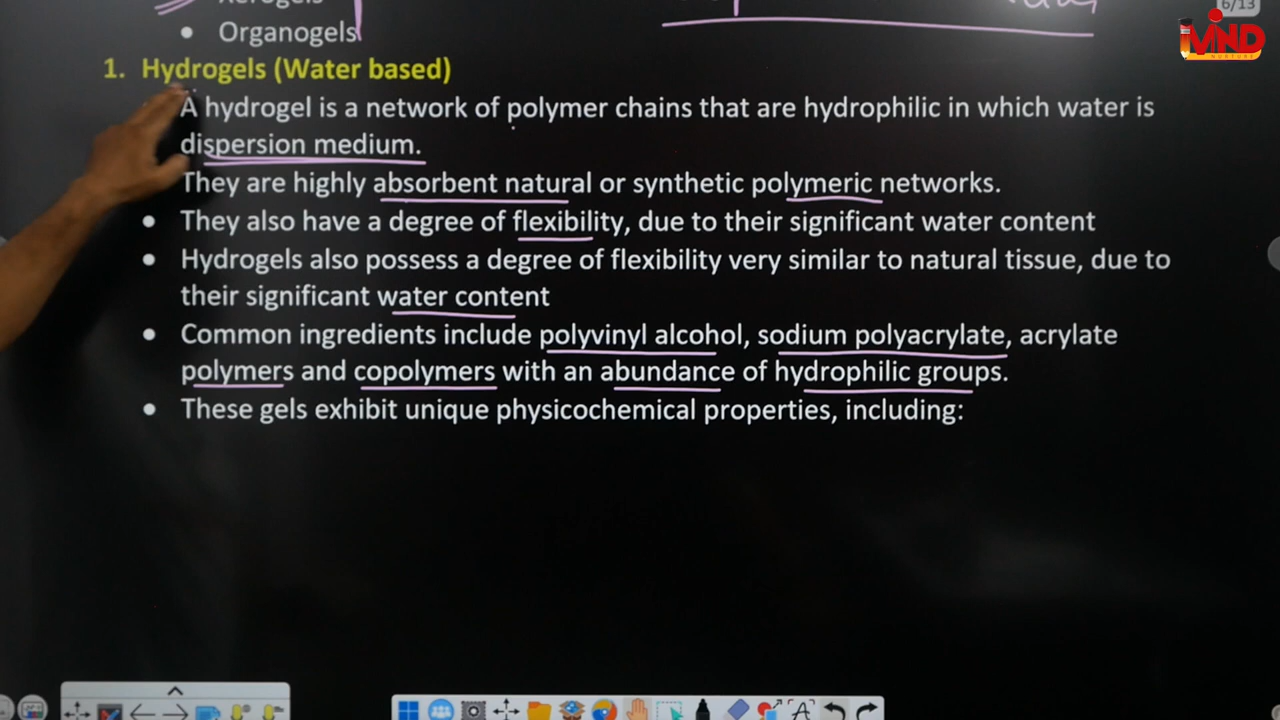 6/13
Organogels
MIND
1. Hydrogels (Water based)
A hydrogel is a network of polymer chains that are hydrophilic in which water is
dispersion medium.
They are highly absorbent natural or synthetic polymeric networks.
• They also have a degree of flexibility, due to their significant water content
• Hydrogels also possess a degree of flexibility very similar to natural tissue, due to
their significant water content
• Common ingredients include polyvinyl alcohol, sodium polyacrylate, acrylate
polymers and copolymers with an abundance of hydrophilic groups.
• These gels exhibit unique physicochemical properties, including: